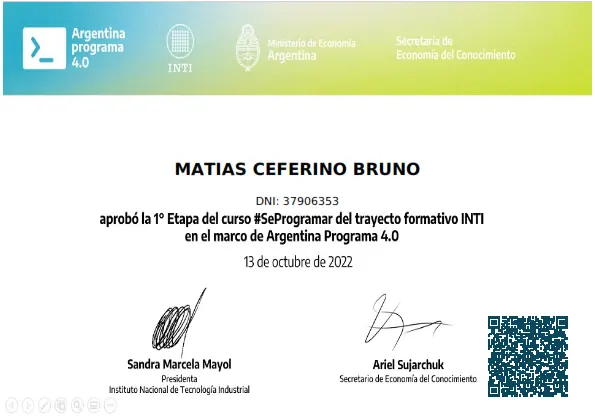 Argentina
programa
4.0
INTI
Ministerio de Economía
Argentina
Secretaría de
Economía del Conocimiento
MATIAS CEFERINO BRUNO
DNI: 37906353
aprobó la 1° Etapa del curso #SeProgramar del trayecto formativo INTI
en el marco de Argentina Programa 4.0
13 de octubre de 2022
Sandra Marcela Mayol
Presidenta
Instituto Nacional de Tecnología Industrial
Ariel Sujarchuk
Secretario de Economía del Conocimiento